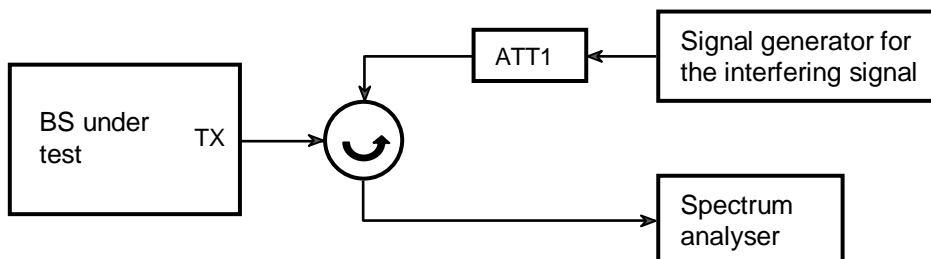 BS under
test
TX
ATT1
Signal generator for
the interfering signal
Spectrum
analyser